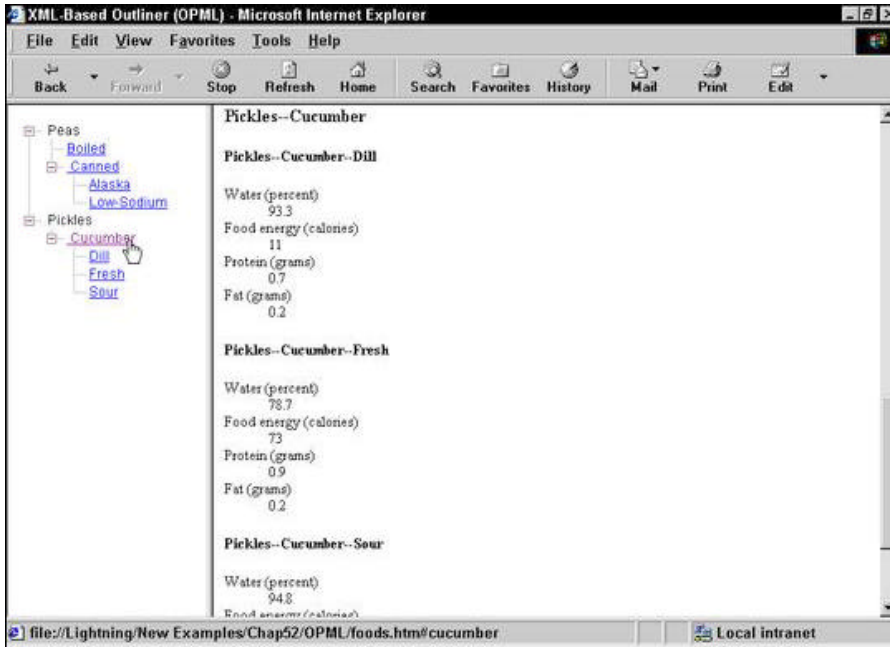 XML-Based Outliner (OPML) - Microsoft Internet Explorer
File Edit View Favorites Tools Help
Back Forward Stop Refresh Home Search Favorites History Mail Print Edit
Peas
Boiled
Canned
Alaska
Low-Sodium
Pickles
Cucumber
Dill
Fresh
Sour
Pickles--Cucumber
Pickles--Cucumber--Dill
Water (percent)
93.3
Food energy (calories)
11
Protein (grams)
0.7
Fat (grams)
0.2
Pickles--Cucumber--Fresh
Water (percent)
78.7
Food energy (calories)
73
Protein (grams)
0.9
Fat (grams)
0.2
Pickles--Cucumber--Sour
Water (percent)
94.8
Food energy (calories)
file://Lightning/New Examples/Chap52/OPML/foods.htm#cucumber
Local intranet